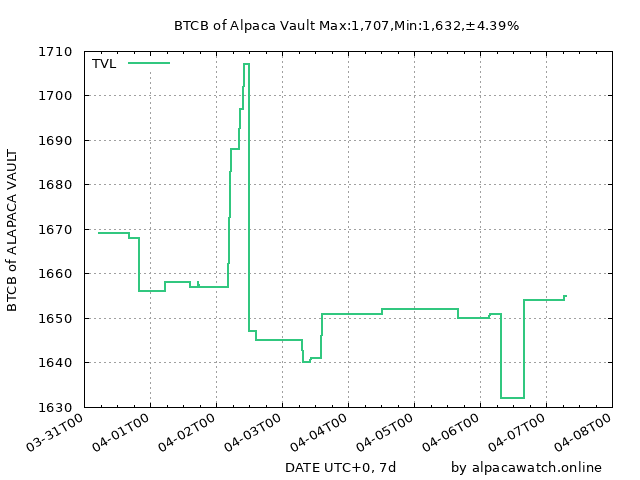 BTCB of Alpaca Vault Max:1,707,Min:1,632,±4.39%
TVL
1710
1700
1690
1680
1670
1660
1650
1640
1630
BTCB of ALAPACA VAULT
03-31T00
04-01T00
04-02T00
04-03T00
04-04T00
04-05T00
04-06T00
04-07T00
04-08T00
DATE UTC+0, 7d
by alpacawatch.online